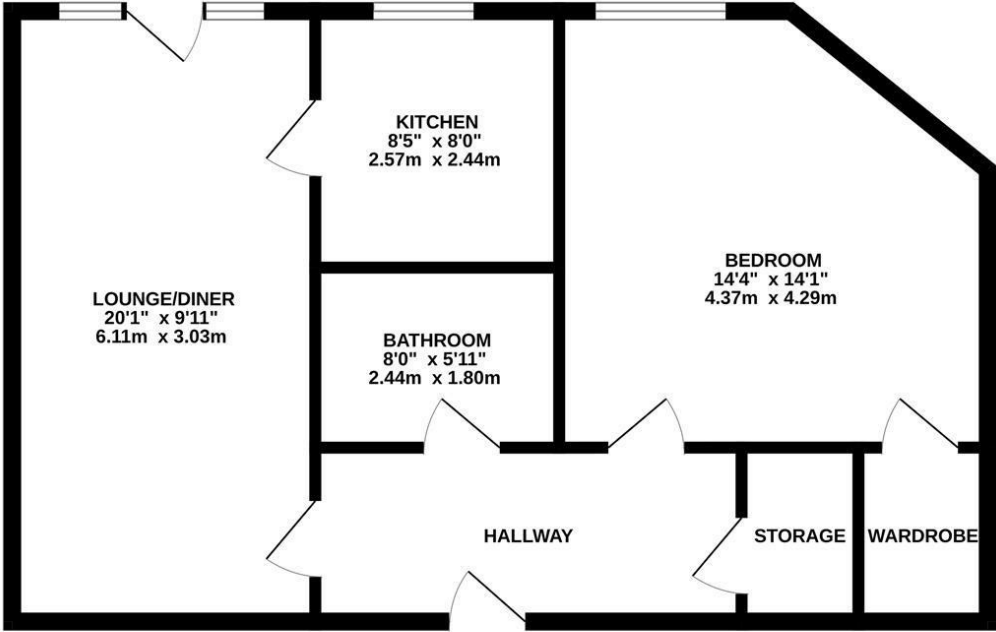 KITCHEN
8'5" x 8'0"
2.57m x 2.44m
BEDROOM
14'4" x 14'1"
4.37m x 4.29m
LOUNGE/DINER
20'1" x 9'11"
6.11m x 3.03m
BATHROOM
8'0" x 5'11"
2.44m x 1.80m
HALLWAY
STORAGE
WARDROBE